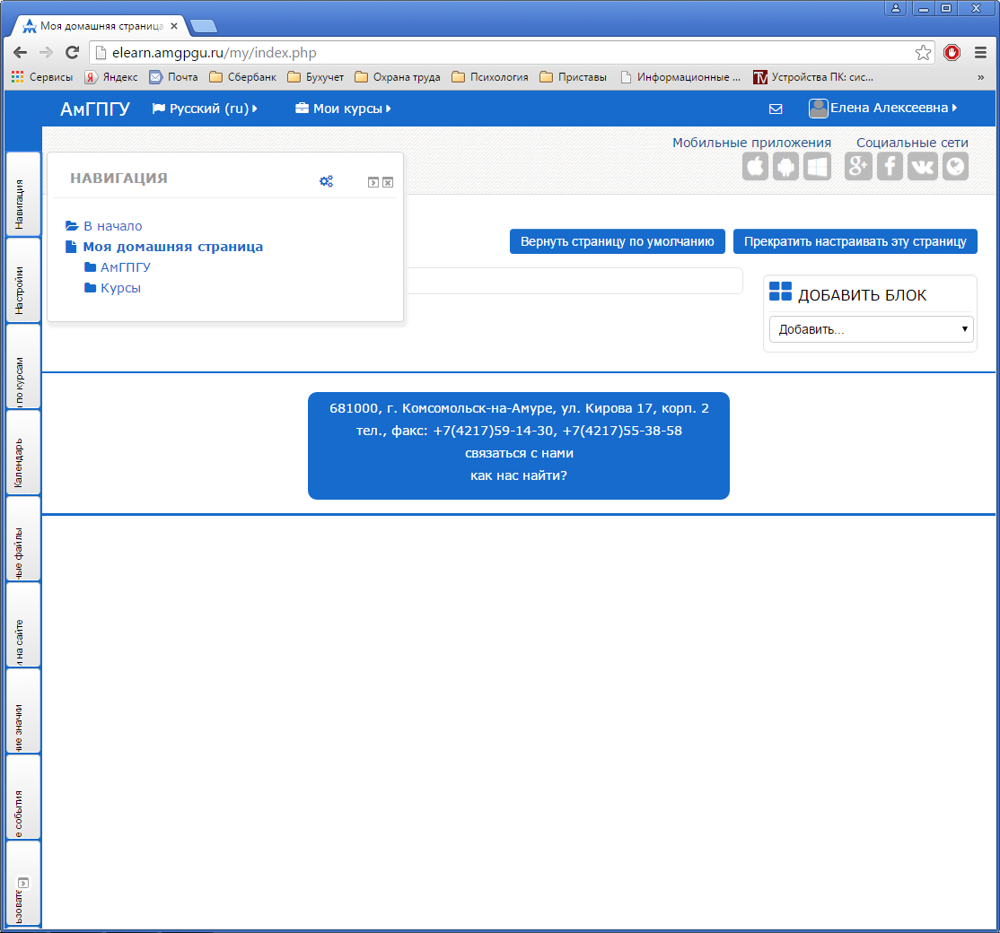 Моя домашняя страница
elearn.amgpgu.ru/my/index.php
Сервисы Яндекс Почта Сбербанк Бухучет Охрана труда Психология Приставы Информационные ... Устройства ПК: сис... »
АмГПГУ Русский (ru) Мои курсы Елена Алексеевна
Мобильные приложения Социальные сети
НАВИГАЦИЯ
В начало
Моя домашняя страница
АмГПГУ
Курсы
Вернуть страницу по умолчанию Прекратить настраивать эту страницу
ДОБАВИТЬ БЛОК
Добавить...
Навигация
Настройки
по курсам
Календарь
ные файлы
на сайте
ние значки
е события
ьзовате
681000, г. Комсомольск-на-Амуре, ул. Кирова 17, корп. 2
тел., факс: +7(4217)59-14-30, +7(4217)55-38-58
связаться с нами
как нас найти?